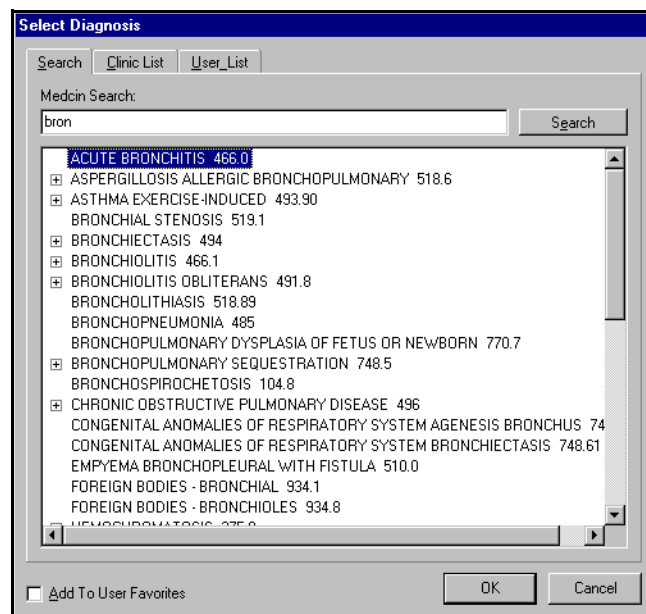 Select Diagnosis
Search Clinic List User_List
Medcin Search:
bron Search
ACUTE BRONCHITIS 466.0
ASPERGILLOSIS ALLERGIC BRONCHOPULMONARY 518.6
ASTHMA EXERCISE-INDUCED 493.90
BRONCHIAL STENOSIS 519.1
BRONCHIECTASIS 494
BRONCHIOLITIS 466.1
BRONCHIOLITIS OBLITERANS 491.8
BRONCHOLITHIASIS 518.89
BRONCHOPNEUMONIA 485
BRONCHOPULMONARY DYSPLASIA OF FETUS OR NEWBORN 770.7
BRONCHOPULMONARY SEQUESTRATION 748.5
BRONCHOSPIROCHETOSIS 104.8
CHRONIC OBSTRUCTIVE PULMONARY DISEASE 496
CONGENITAL ANOMALIES OF RESPIRATORY SYSTEM AGENESIS BRONCHUS 74
CONGENITAL ANOMALIES OF RESPIRATORY SYSTEM BRONCHIECTASIS 748.61
EMPYEMA BRONCHOPLEURAL WITH FISTULA 510.0
FOREIGN BODIES - BRONCHIAL 934.1
FOREIGN BODIES - BRONCHIOLES 934.8
Add To User Favorites OK Cancel